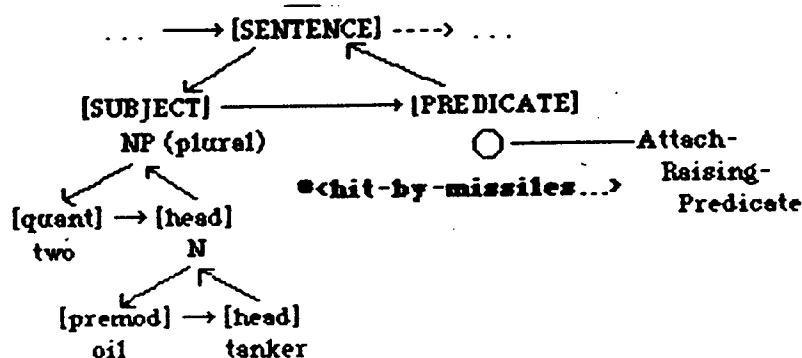 ... [SENTENCE] ...
[SUBJECT] [PREDICATE]
NP (plural) Attach-
Raising-
*<hit-by-missiles...>
Predicate
[quant] [head]
two N
[premod] [head]
oil tanker